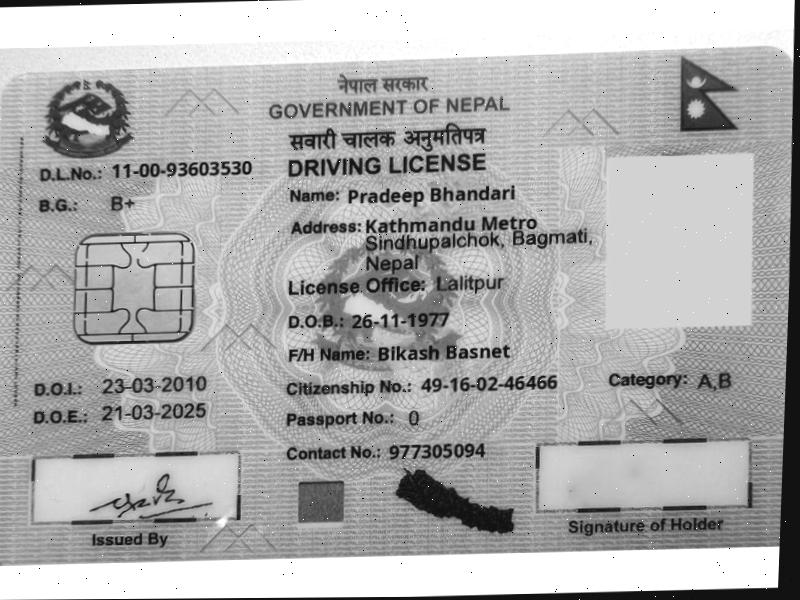 नेपाल सरकार
GOVERNMENT OF NEPAL
सवारी चालक अनुमतिपत्र
DRIVING LICENSE
D.L.No.: 11-00-93603530
B.G.: B+
Name: Pradeep Bhandari
Address: Kathmandu Metro
Sindhupalchok, Bagmati,
Nepal
License Office: Lalitpur
D.O.B.: 26-11-1977
F/H Name: Bikash Basnet
D.O.I.: 23-03-2010
Citizenship No.: 49-16-02-46466
Category: A,B
D.O.E.: 21-03-2025
Passport No.: 0
Contact No.: 977305094
Issued By
Signature of Holder